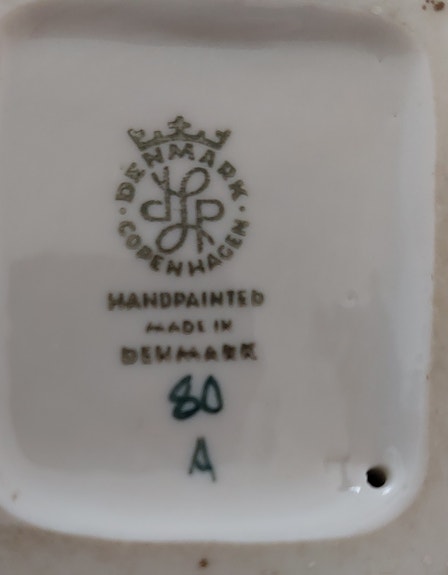 · DENMARK ·
COPENHAGEN
HANDPAINTED
MADE IN
DENMARK
80
A